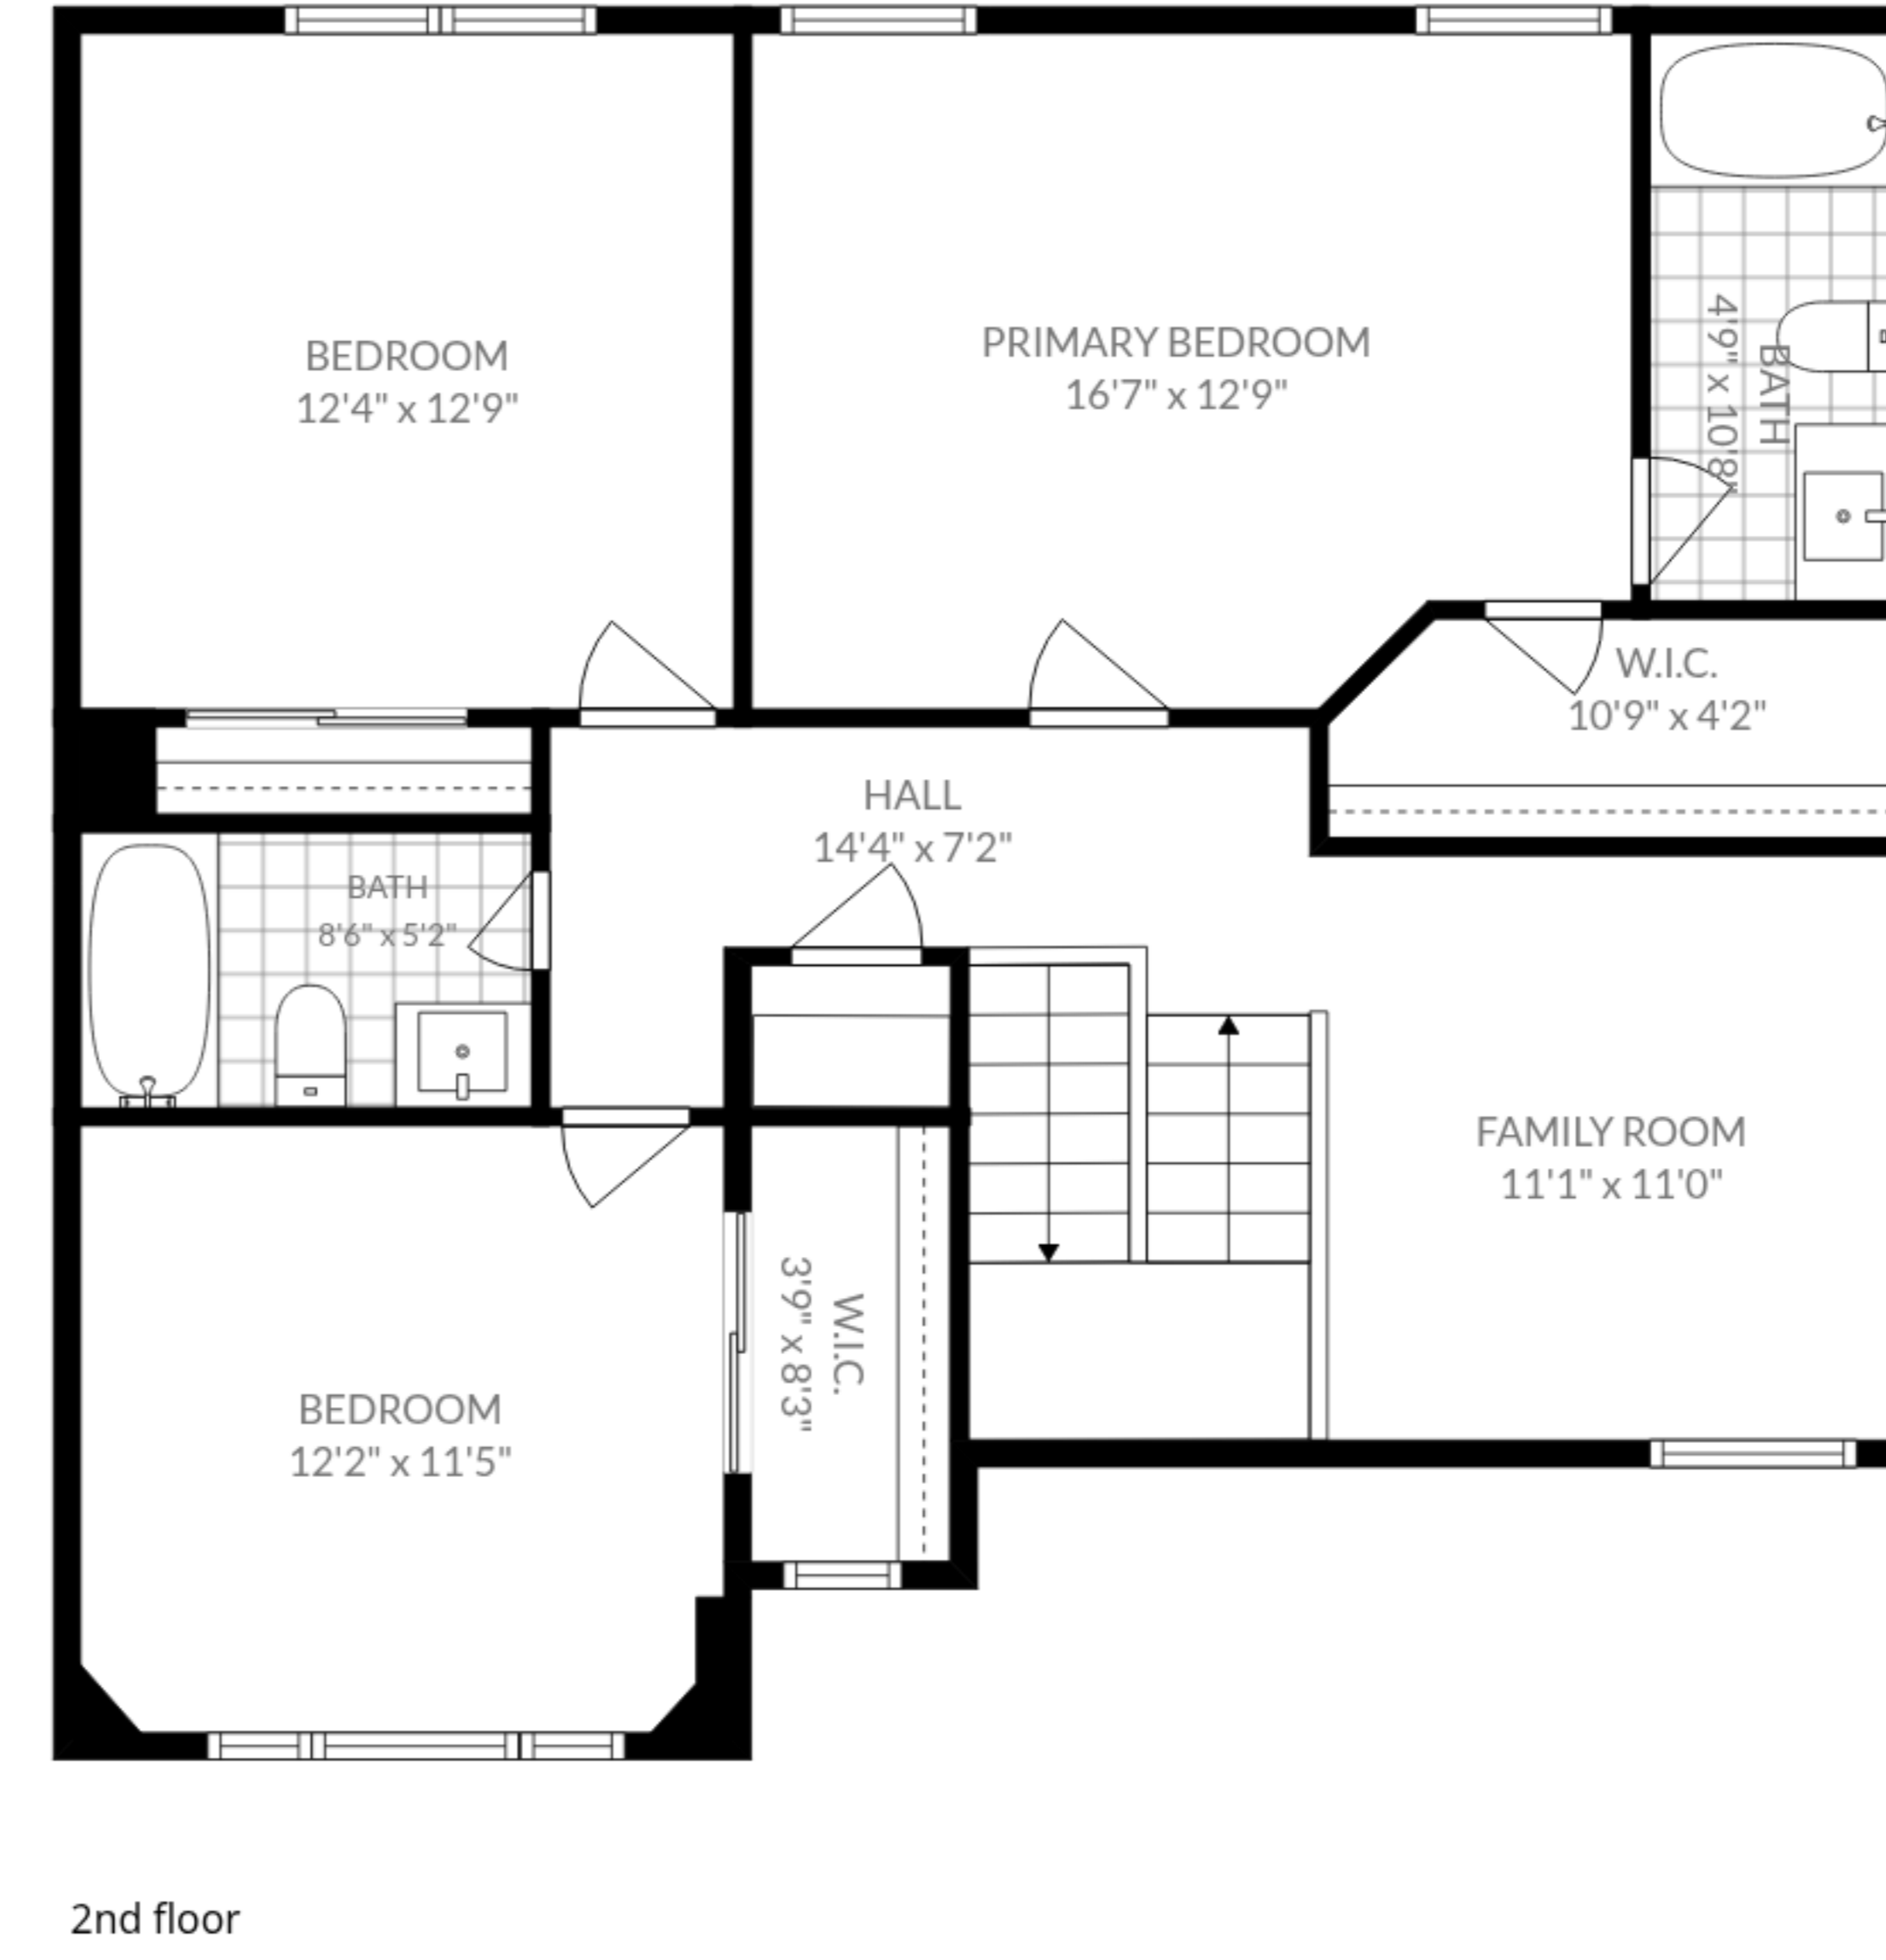 BEDROOM
12'4" x 12'9"
PRIMARY BEDROOM
16'7" x 12'9"
BATH
4'9" x 10'8"
W.I.C.
10'9" x 4'2"
HALL
14'4" x 7'2"
BATH
8'6" x 5'2"
FAMILY ROOM
11'1" x 11'0"
W.I.C.
3'9" x 8'3"
BEDROOM
12'2" x 11'5"
2nd floor